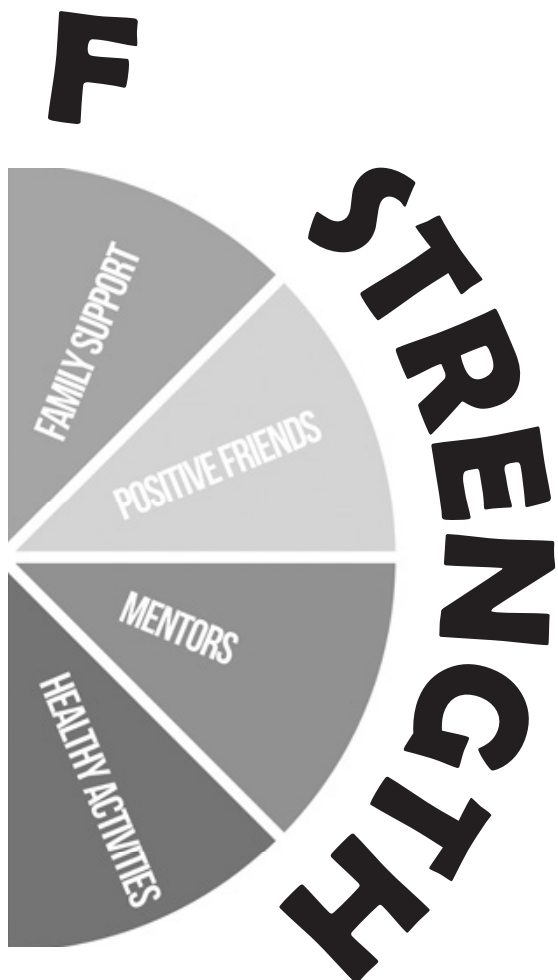 F
STRENGTH
FAMILY SUPPORT
POSITIVE FRIENDS
MENTORS
HEALTHY ACTIVITIES